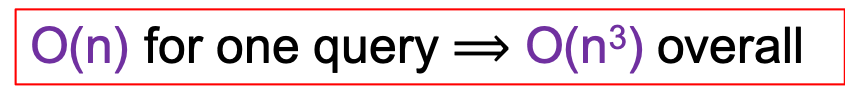 O(n) for one query ⟹ O(n³) overall